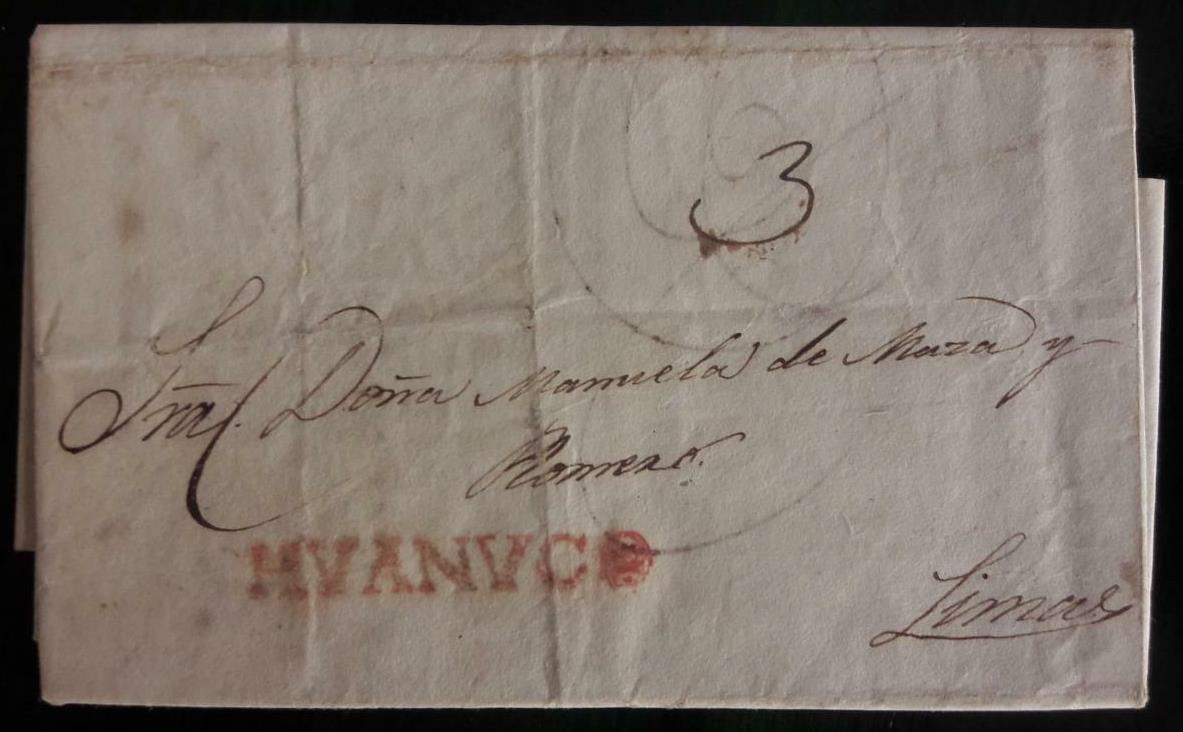 3
Sra. Doña Manuela de Maza y
Romero.
HVANVCO
Lima